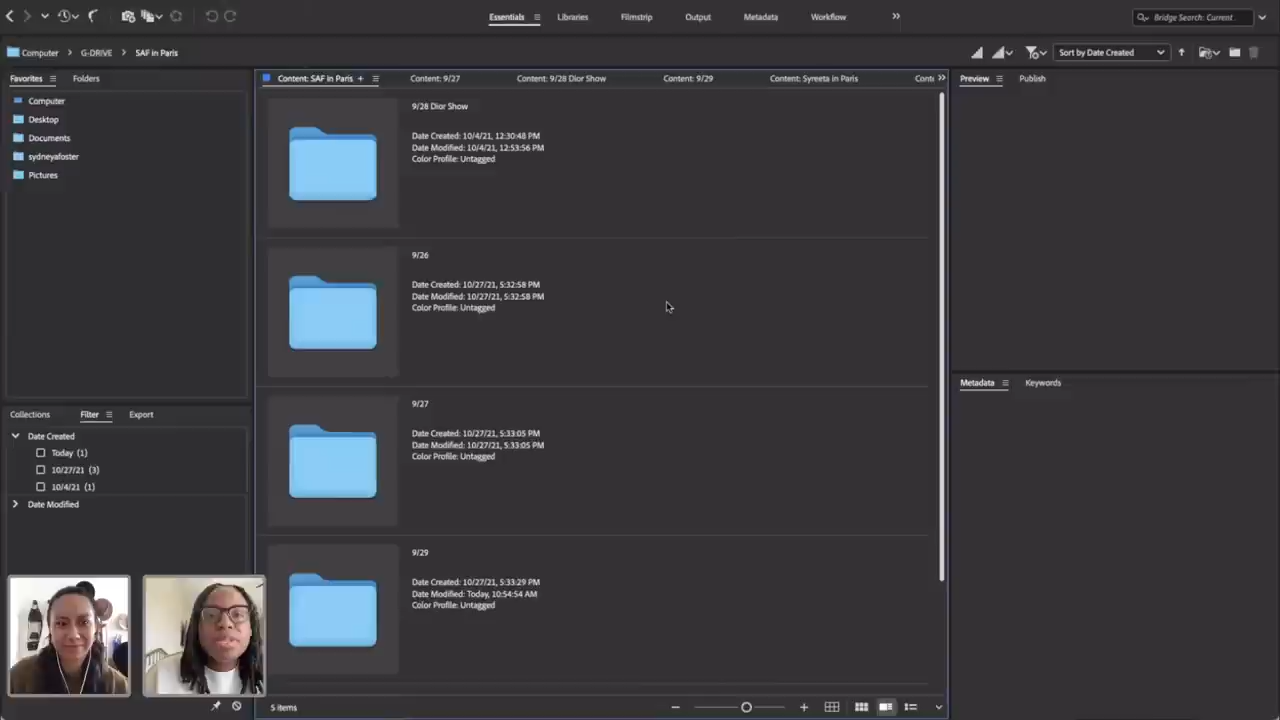 Essentials
Libraries
Filmstrip
Output
Metadata
Workflow
Bridge Search: Current
Computer
G-DRIVE
SAF in Paris
Sort by Date Created
Favorites
Folders
Computer
Desktop
Documents
sydneyafoster
Pictures
Content: SAF in Paris
Content: 9/27
Content: 9/28 Dior Show
Content: 9/29
Content: Syreeta in Paris
Conte
9/28 Dior Show
Date Created: 10/4/21, 12:30:48 PM
Date Modified: 10/4/21, 12:53:56 PM
Color Profile: Untagged
9/26
Date Created: 10/27/21, 5:32:58 PM
Date Modified: 10/27/21, 5:32:58 PM
Color Profile: Untagged
9/27
Date Created: 10/27/21, 5:33:05 PM
Date Modified: 10/27/21, 5:33:05 PM
Color Profile: Untagged
9/29
Date Created: 10/27/21, 5:33:29 PM
Date Modified: Today, 10:54:54 AM
Color Profile: Untagged
5 items
Collections
Filter
Export
Date Created
Today (1)
10/27/21 (3)
10/4/21 (1)
Date Modified
Preview
Publish
Metadata
Keywords